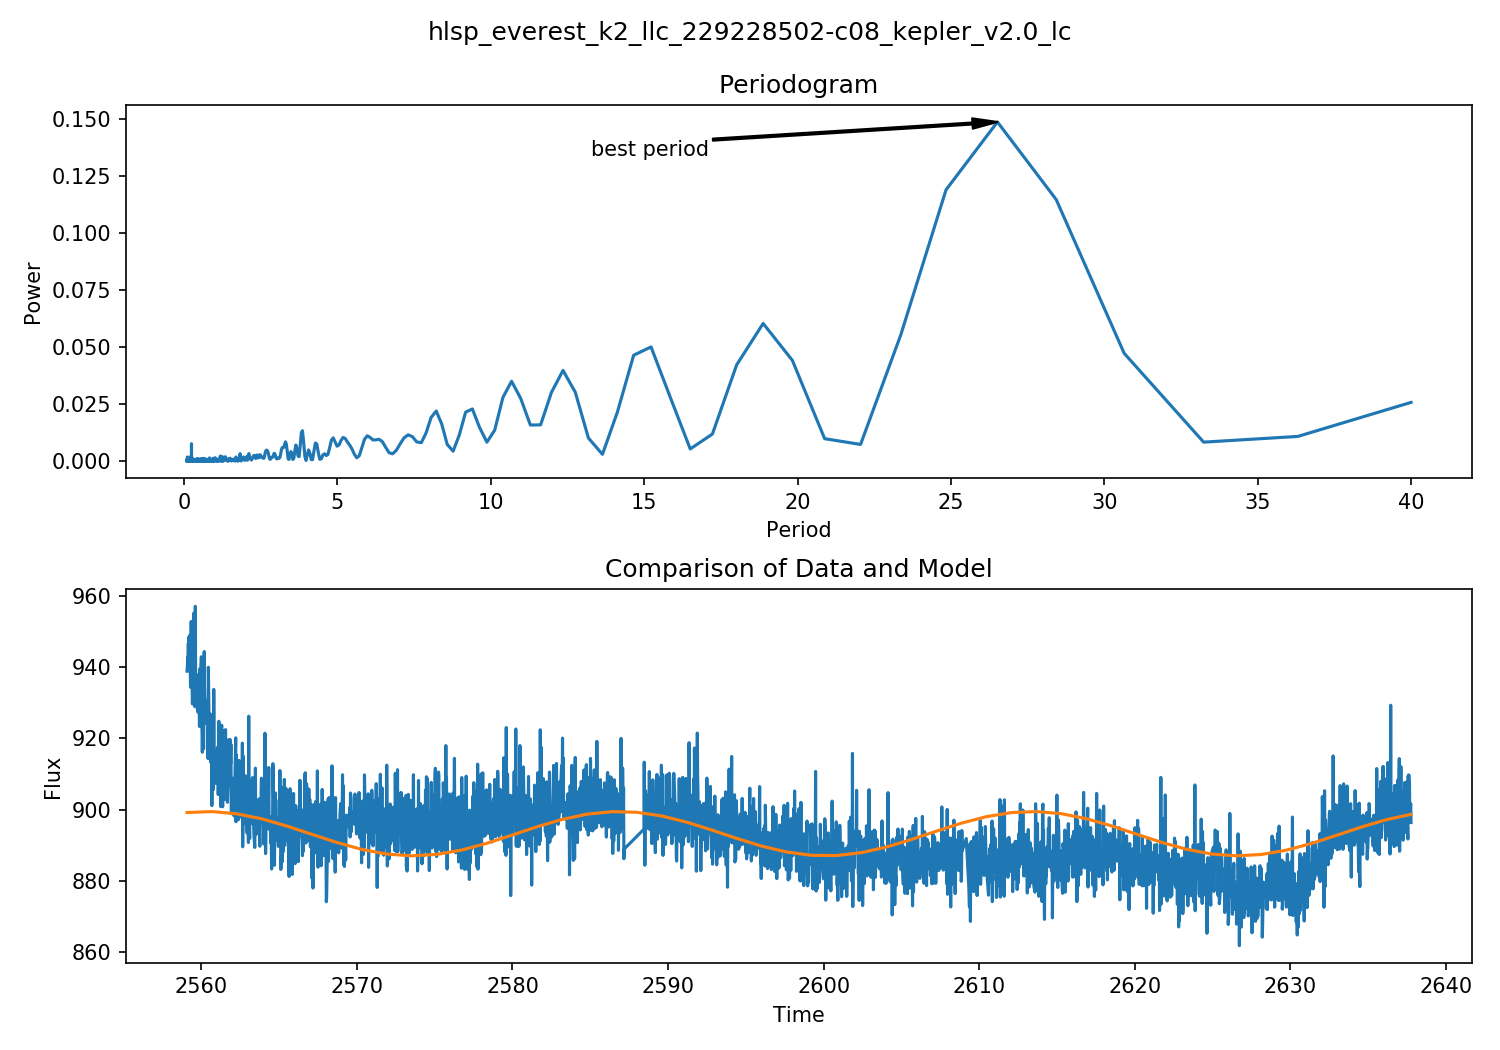 hlsp_everest_k2_llc_229228502-c08_kepler_v2.0_lc
Periodogram
0.150
0.125
0.100
0.075
0.050
0.025
0.000
Power
best period
0 5 10 15 20 25 30 35 40
Period
Comparison of Data and Model
960
940
920
900
880
860
Flux
2560 2570 2580 2590 2600 2610 2620 2630 2640
Time